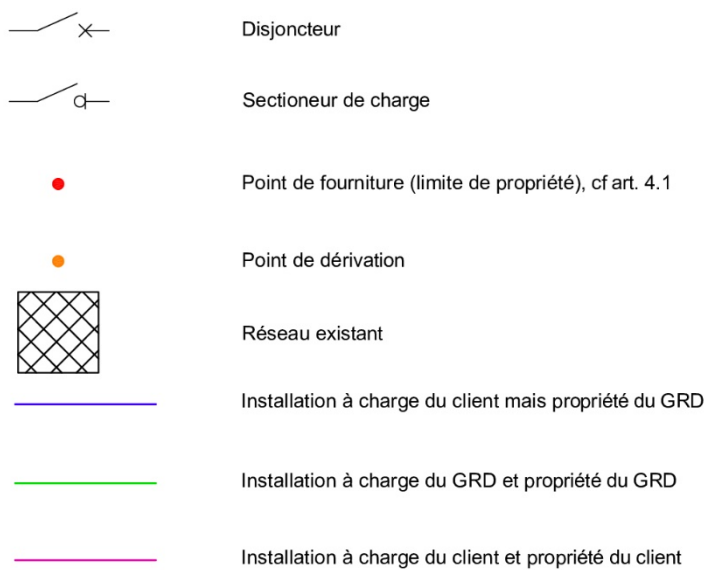 Disjoncteur
Sectioneur de charge
Point de fourniture (limite de propriété), cf art. 4.1
Point de dérivation
Réseau existant
Installation à charge du client mais propriété du GRD
Installation à charge du GRD et propriété du GRD
Installation à charge du client et propriété du client